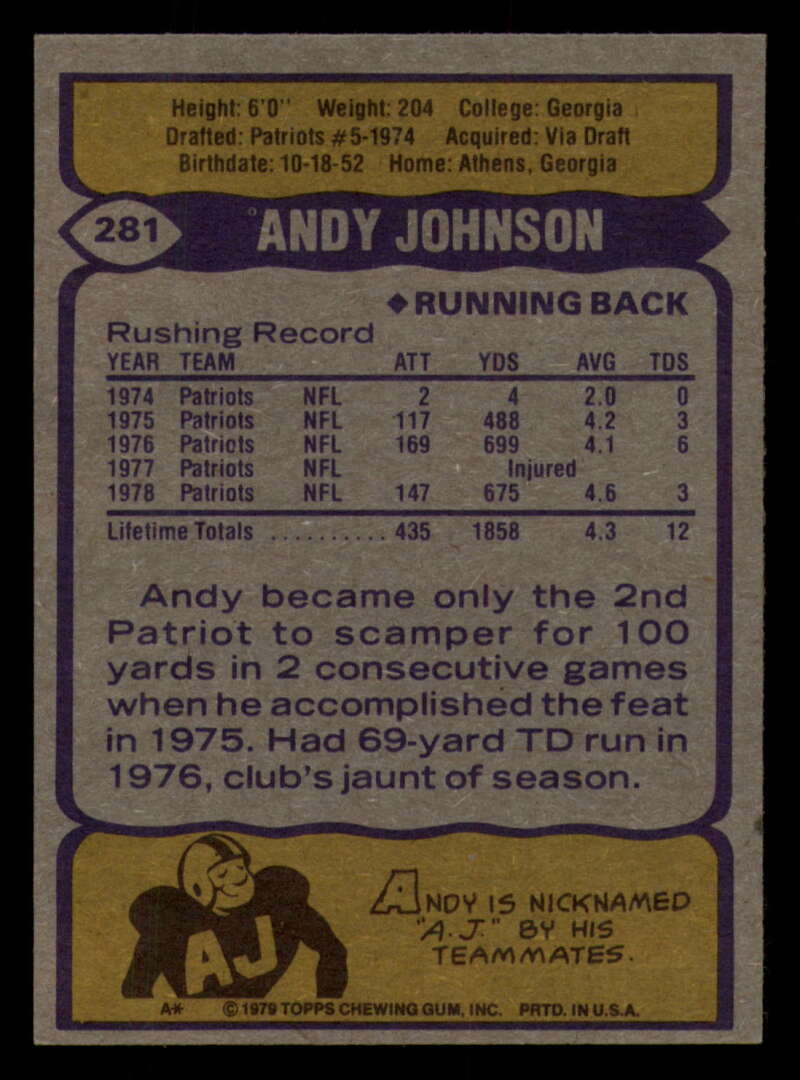 Height: 6'0" Weight: 204 College: Georgia
Drafted: Patriots #5-1974 Acquired: Via Draft
Birthdate: 10-18-52 Home: Athens, Georgia
281 ANDY JOHNSON
◆ RUNNING BACK
Rushing Record
YEAR TEAM ATT YDS AVG TDS
1974 Patriots NFL 2 4 2.0 0
1975 Patriots NFL 117 488 4.2 3
1976 Patriots NFL 169 699 4.1 6
1977 Patriots NFL Injured
1978 Patriots NFL 147 675 4.6 3
Lifetime Totals .......... 435 1858 4.3 12
Andy became only the 2nd
Patriot to scamper for 100
yards in 2 consecutive games
when he accomplished the feat
in 1975. Had 69-yard TD run in
1976, club's jaunt of season.
AJ
ANDY IS NICKNAMED
"A.J." BY HIS
TEAMMATES.
A* © 1979 TOPPS CHEWING GUM, INC. PRTD. IN U.S.A.